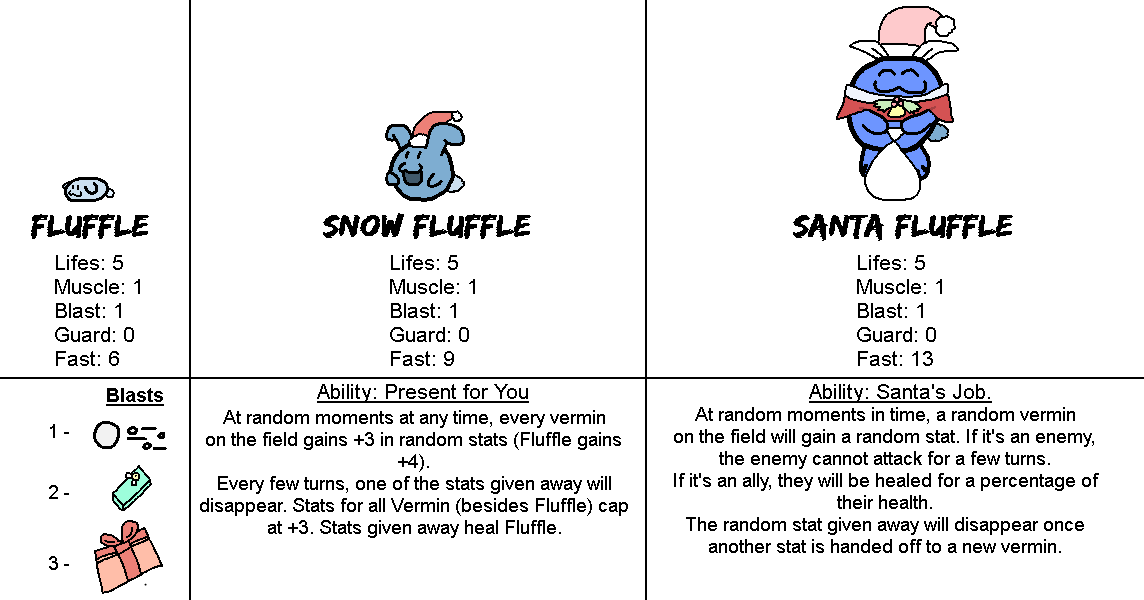 FLUFFLE
Lifes: 5
Muscle: 1
Blast: 1
Guard: 0
Fast: 6
SNOW FLUFFLE
Lifes: 5
Muscle: 1
Blast: 1
Guard: 0
Fast: 9
SANTA FLUFFLE
Lifes: 5
Muscle: 1
Blast: 1
Guard: 0
Fast: 13
Blasts
1 -
2 -
3 -
Ability: Present for You
At random moments at any time, every vermin
on the field gains +3 in random stats (Fluffle gains
+4).
Every few turns, one of the stats given away will
disappear. Stats for all Vermin (besides Fluffle) cap
at +3. Stats given away heal Fluffle.
Ability: Santa's Job.
At random moments in time, a random vermin
on the field will gain a random stat. If it's an enemy,
the enemy cannot attack for a few turns.
If it's an ally, they will be healed for a percentage of
their health.
The random stat given away will disappear once
another stat is handed off to a new vermin.